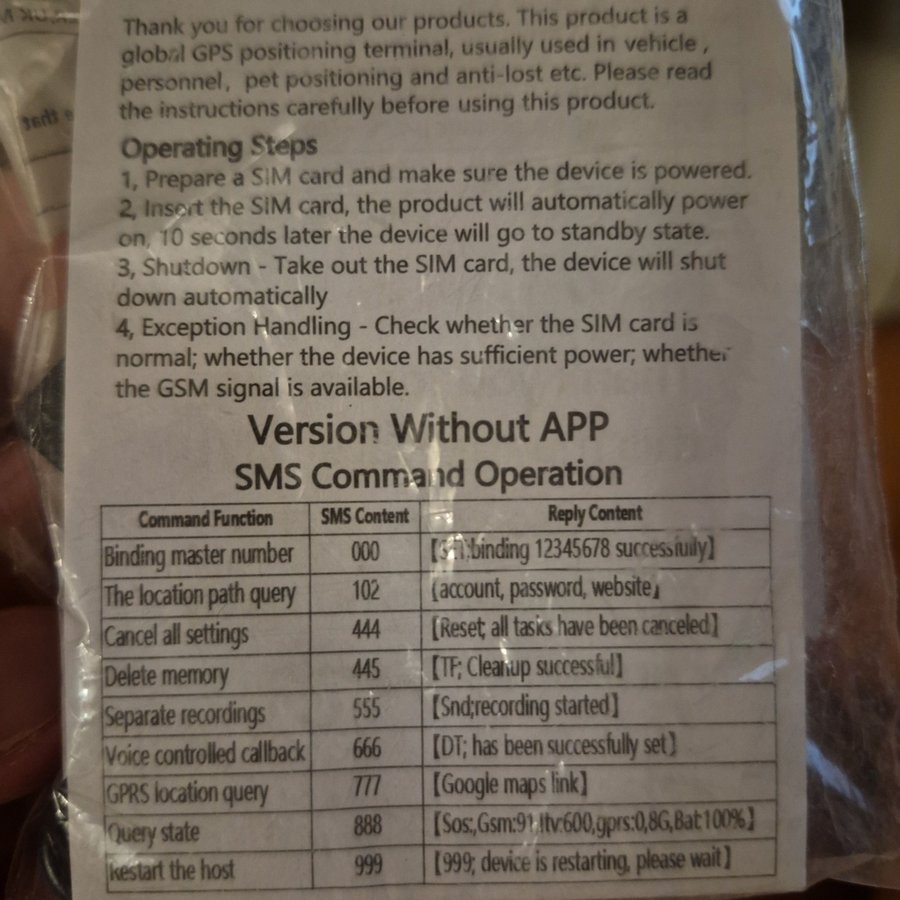 Thank you for choosing our products. This product is a
global GPS positioning terminal, usually used in vehicle ,
personnel, pet positioning and anti-lost etc. Please read
the instructions carefully before using this product.
Operating Steps
1, Prepare a SIM card and make sure the device is powered.
2, Insert the SIM card, the product will automatically power
on, 10 seconds later the device will go to standby state.
3, Shutdown - Take out the SIM card, the device will shut
down automatically
4, Exception Handling - Check whether the SIM card is
normal; whether the device has sufficient power; whether
the GSM signal is available.
Version Without APP
SMS Command Operation
Command Function SMS Content Reply Content
Binding master number 000 binding 12345678 successfully】
The location path query 102 【account, password, website】
Cancel all settings 444 【Reset; all tasks have been canceled】
Delete memory 445 【TF; Cleanup successful】
Separate recordings 555 【Snd;recording started】
Voice controlled callback 666 【DT; has been successfully set】
GPRS location query 777 【Google maps link】
Query state 888 【Sos:,Gsm:91,Itv:600,gprs:0,8G,Bat:100%】
Restart the host 999 【999; device is restarting, please wait】